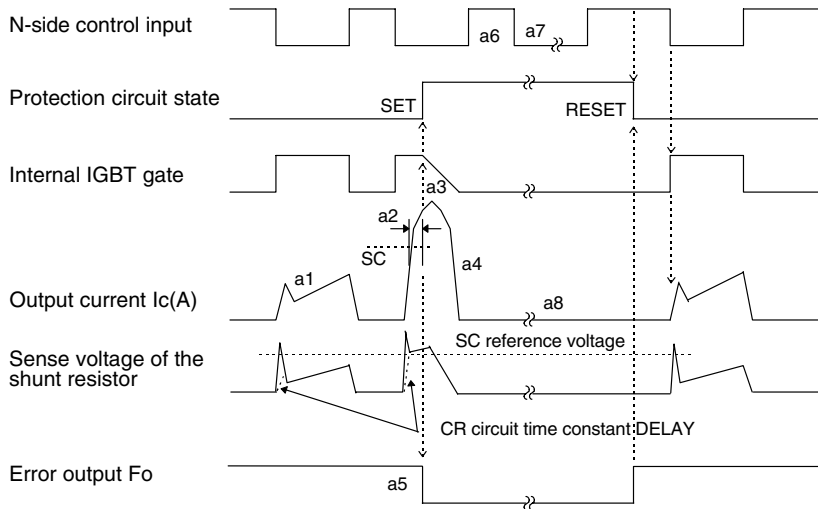 N-side control input
a6
a7
Protection circuit state
SET
RESET
Internal IGBT gate
a3
a2
SC
a4
a1
a8
Output current Ic(A)
SC reference voltage
Sense voltage of the
shunt resistor
CR circuit time constant DELAY
Error output Fo
a5